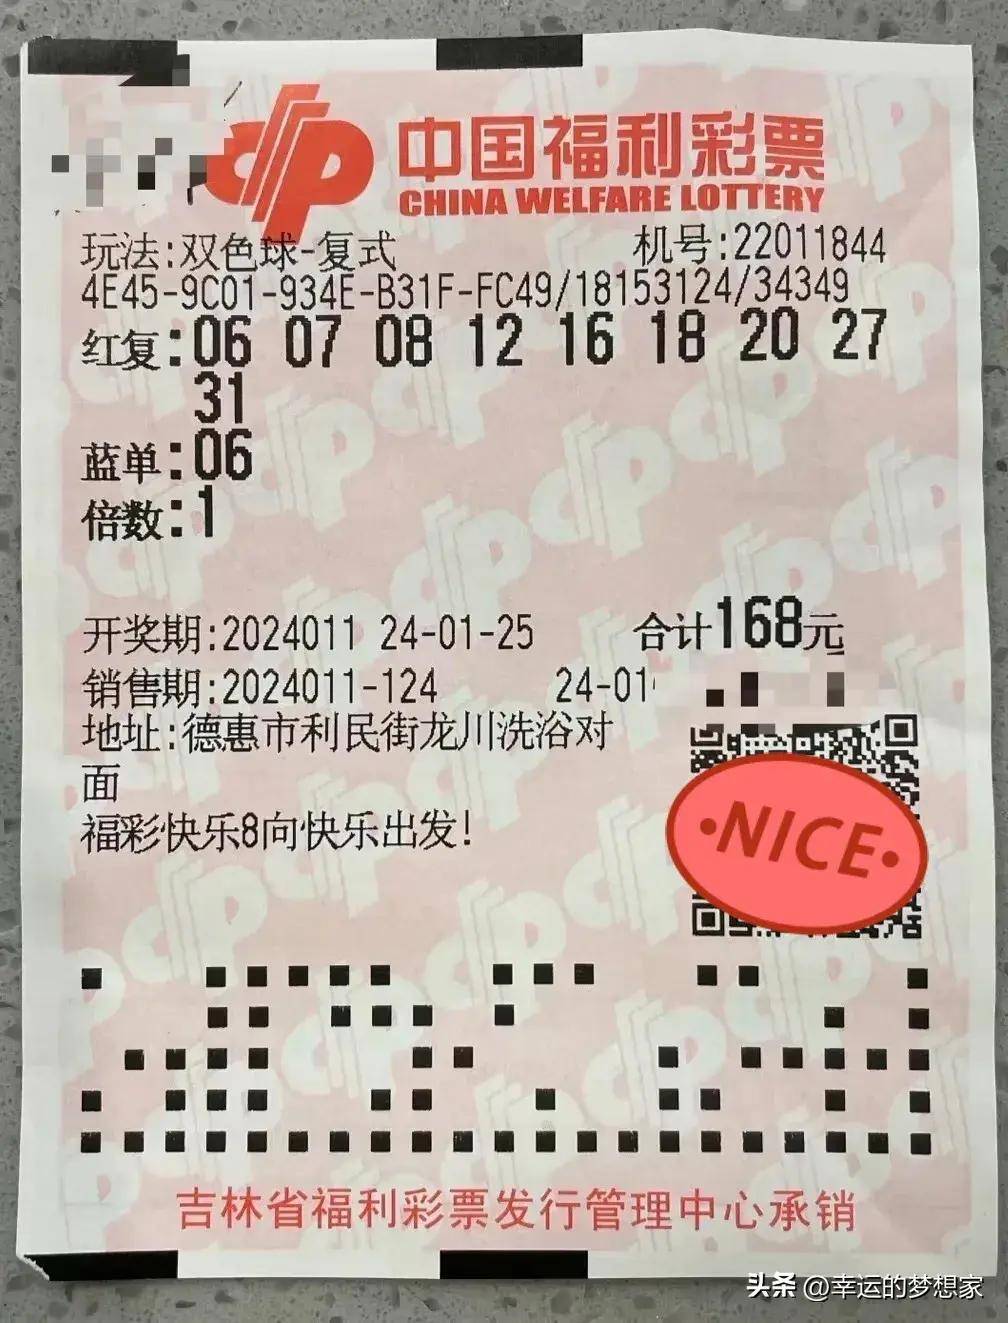 中国福利彩票
CHINA WELFARE LOTTERY
玩法:双色球-复式 机号:22011844
4E45-9C01-934E-B31F-FC49/18153124/34349
红复:06 07 08 12 16 18 20 27
31
蓝单:06
倍数:1
开奖期:2024011 24-01-25 合计168元
销售期:2024011-124 24-01
地址:德惠市利民街龙川洗浴对
面
福彩快乐8向快乐出发!
·NICE·
吉林省福利彩票发行管理中心承销
头条 @幸运的梦想家